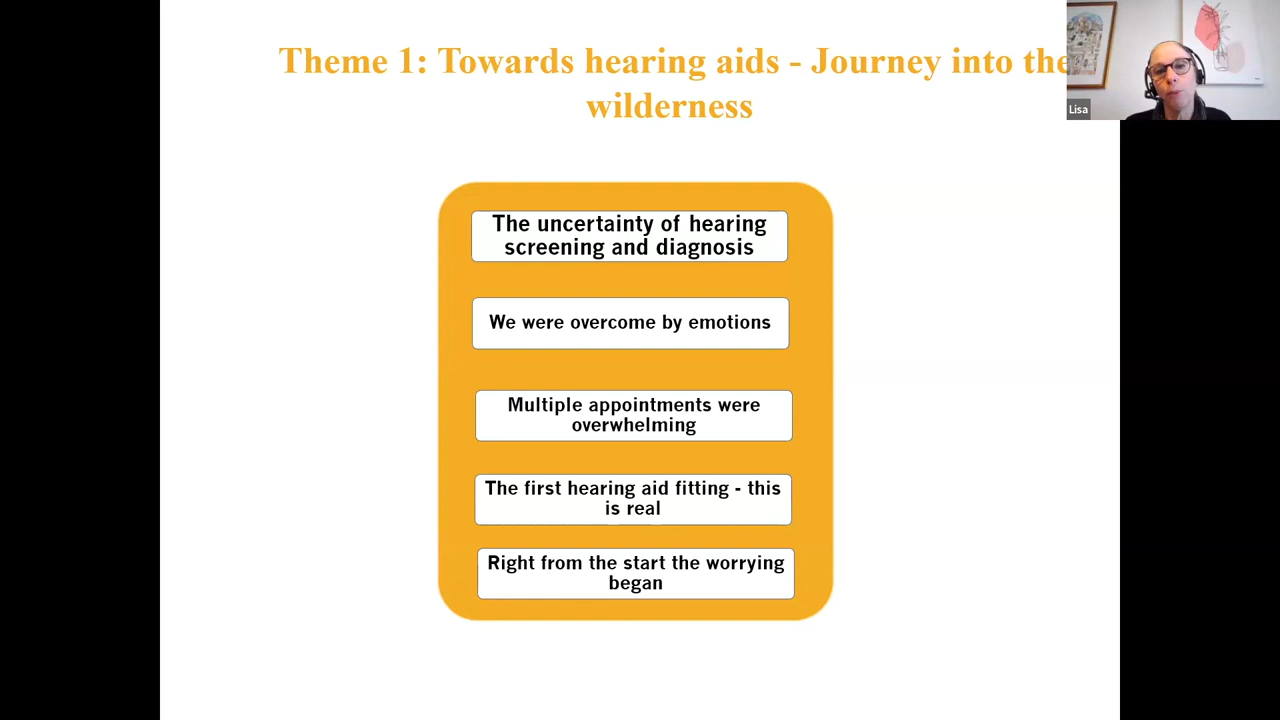 Theme 1: Towards hearing aids - Journey into the
wilderness
Lisa
The uncertainty of hearing
screening and diagnosis
We were overcome by emotions
Multiple appointments were
overwhelming
The first hearing aid fitting - this
is real
Right from the start the worrying
began